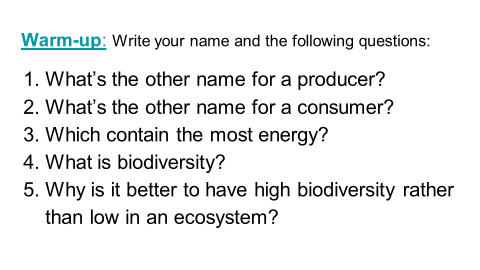 Warm-up: Write your name and the following questions:
1. What’s the other name for a producer?
2. What’s the other name for a consumer?
3. Which contain the most energy?
4. What is biodiversity?
5. Why is it better to have high biodiversity rather
than low in an ecosystem?